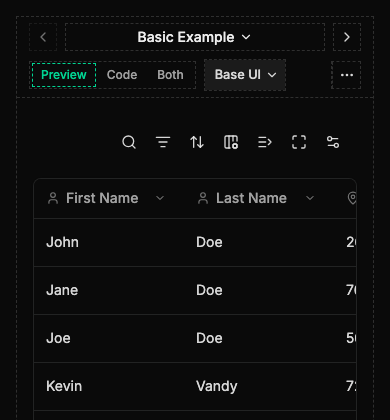 Basic Example
Preview Code Both Base UI
First Name Last Name
John Doe
Jane Doe
Joe Doe
Kevin Vandy